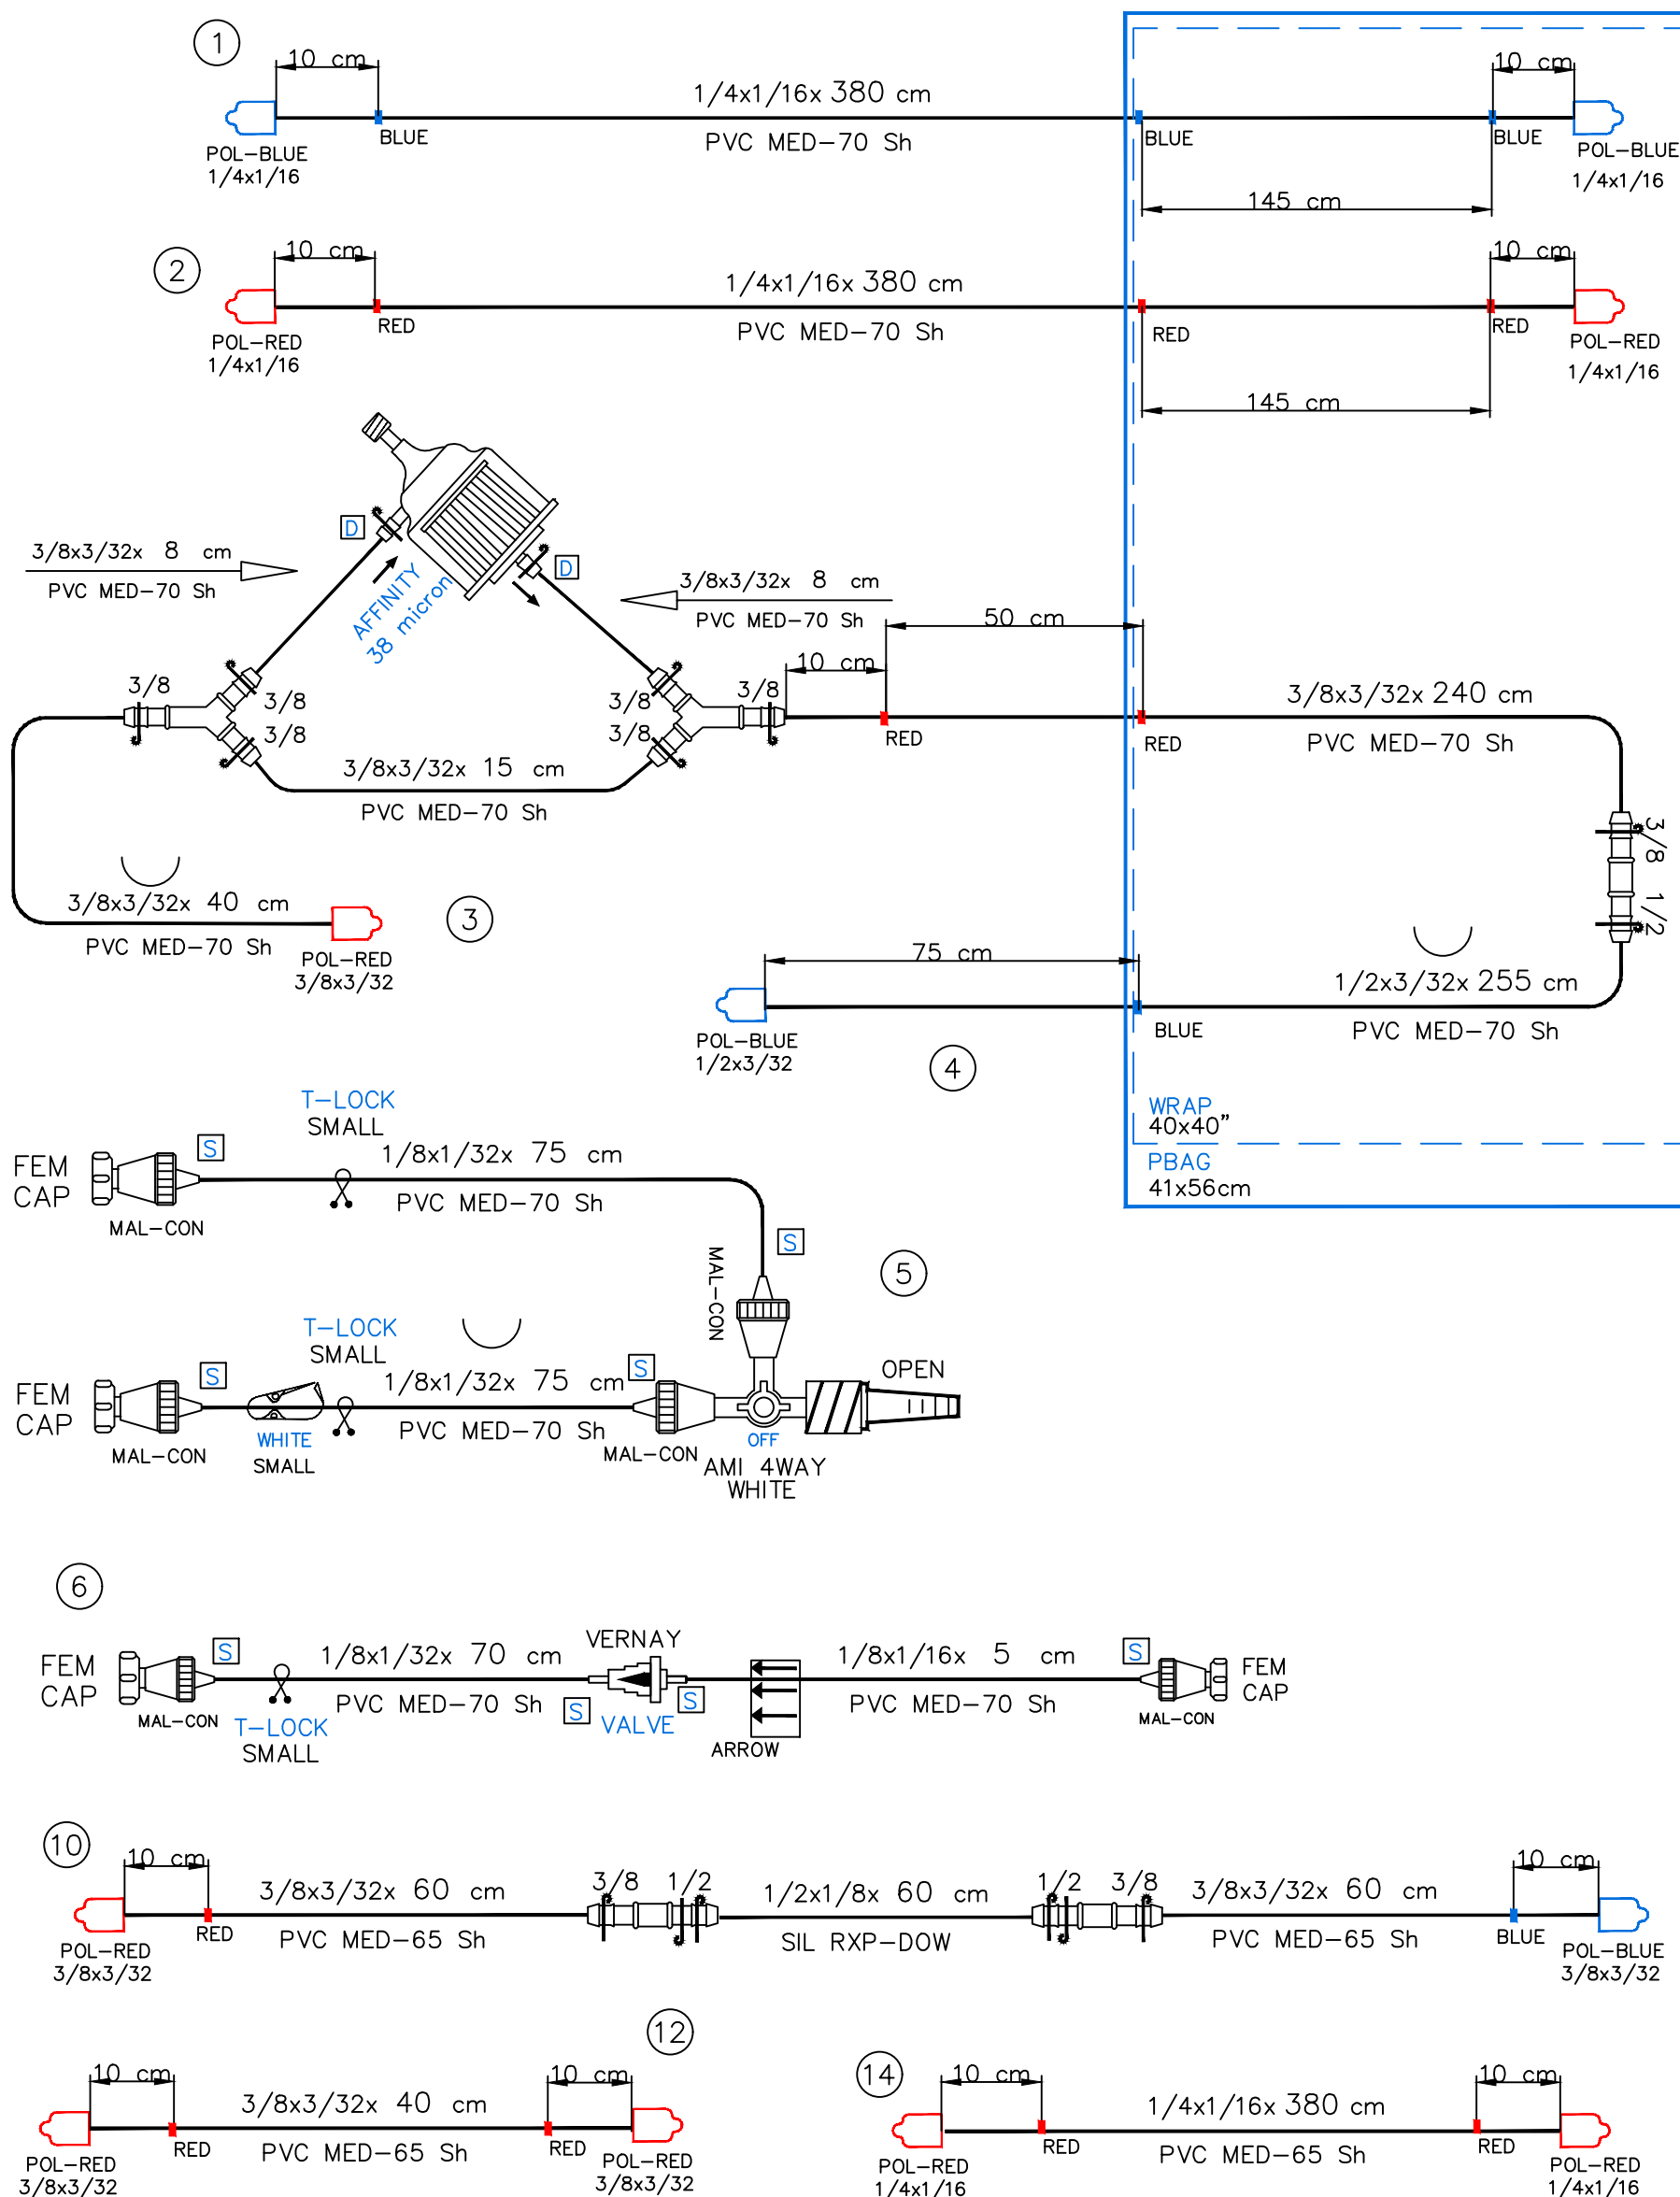 1
10 cm
1/4x1/16x 380 cm
10 cm
BLUE
PVC MED-70 Sh
BLUE
BLUE
POL-BLUE
1/4x1/16
POL-BLUE
1/4x1/16
145 cm
2
10 cm
1/4x1/16x 380 cm
10 cm
RED
PVC MED-70 Sh
RED
RED
POL-RED
1/4x1/16
POL-RED
1/4x1/16
145 cm
D
D
3/8x3/32x 8 cm
PVC MED-70 Sh
AFFINITY
38 micron
3/8x3/32x 8 cm
PVC MED-70 Sh
50 cm
10 cm
3/8
3/8
3/8
3/8
3/8
3/8
RED
RED
3/8x3/32x 240 cm
PVC MED-70 Sh
3/8x3/32x 15 cm
PVC MED-70 Sh
3/8 1/2
3/8x3/32x 40 cm
PVC MED-70 Sh
POL-RED
3/8x3/32
3
75 cm
1/2x3/32x 255 cm
PVC MED-70 Sh
BLUE
POL-BLUE
1/2x3/32
4
WRAP
40x40”
PBAG
41x56cm
T-LOCK
SMALL
S
1/8x1/32x 75 cm
PVC MED-70 Sh
FEM
CAP
MAL-CON
S
MAL-CON
5
T-LOCK
SMALL
S
1/8x1/32x 75 cm
PVC MED-70 Sh
S
OPEN
FEM
CAP
MAL-CON
WHITE
SMALL
MAL-CON
OFF
AMI 4WAY
WHITE
6
S
1/8x1/32x 70 cm
PVC MED-70 Sh
VERNAY
1/8x1/16x 5 cm
PVC MED-70 Sh
S
FEM
CAP
FEM
CAP
MAL-CON
T-LOCK
SMALL
S
S
VALVE
ARROW
MAL-CON
10
10 cm
3/8x3/32x 60 cm
3/8 1/2
1/2x1/8x 60 cm
1/2 3/8
3/8x3/32x 60 cm
10 cm
RED
PVC MED-65 Sh
SIL RXP-DOW
PVC MED-65 Sh
BLUE
POL-RED
3/8x3/32
POL-BLUE
3/8x3/32
12
10 cm
3/8x3/32x 40 cm
10 cm
RED
PVC MED-65 Sh
RED
POL-RED
3/8x3/32
POL-RED
3/8x3/32
14
10 cm
1/4x1/16x 380 cm
10 cm
RED
PVC MED-65 Sh
RED
POL-RED
1/4x1/16
POL-RED
1/4x1/16